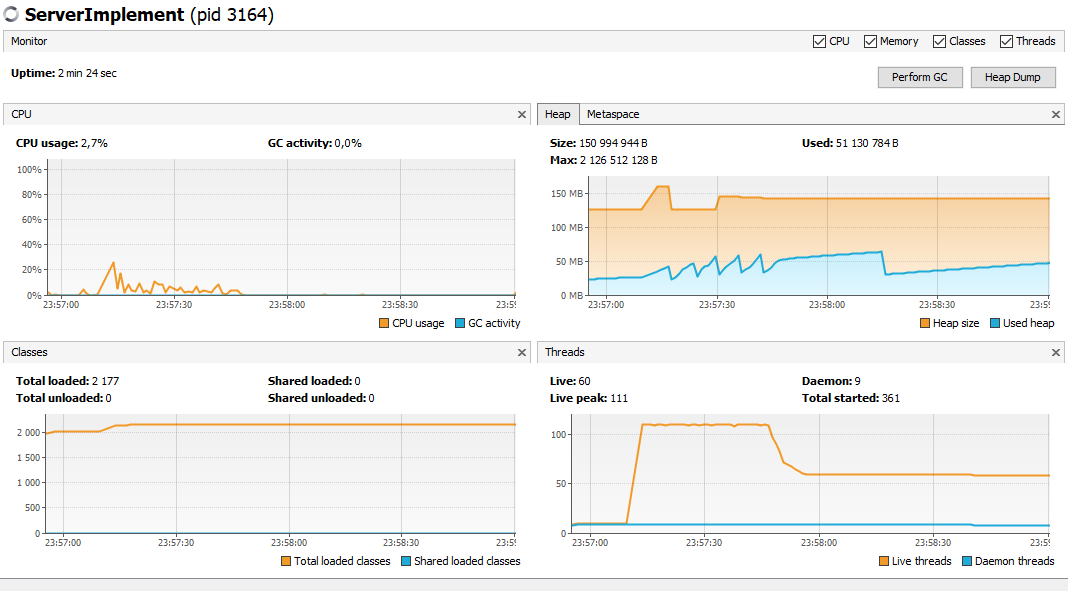 ServerImplement (pid 3164)
Monitor
CPU Memory Classes Threads
Uptime: 2 min 24 sec
Perform GC Heap Dump
CPU
CPU usage: 2,7% GC activity: 0,0%
100%
80%
60%
40%
20%
0%
23:57:00 23:57:30 23:58:00 23:58:30 23:59
CPU usage GC activity
Heap Metaspace
Size: 150 994 944 B Used: 51 130 784 B
Max: 2 126 512 128 B
150 MB
100 MB
50 MB
0 MB
23:57:00 23:57:30 23:58:00 23:58:30 23:59
Heap size Used heap
Classes
Total loaded: 2 177 Shared loaded: 0
Total unloaded: 0 Shared unloaded: 0
2 000
1 500
1 000
500
0
23:57:00 23:57:30 23:58:00 23:58:30 23:59
Total loaded classes Shared loaded classes
Threads
Live: 60 Daemon: 9
Live peak: 111 Total started: 361
100
50
0
23:57:00 23:57:30 23:58:00 23:58:30 23:59
Live threads Daemon threads